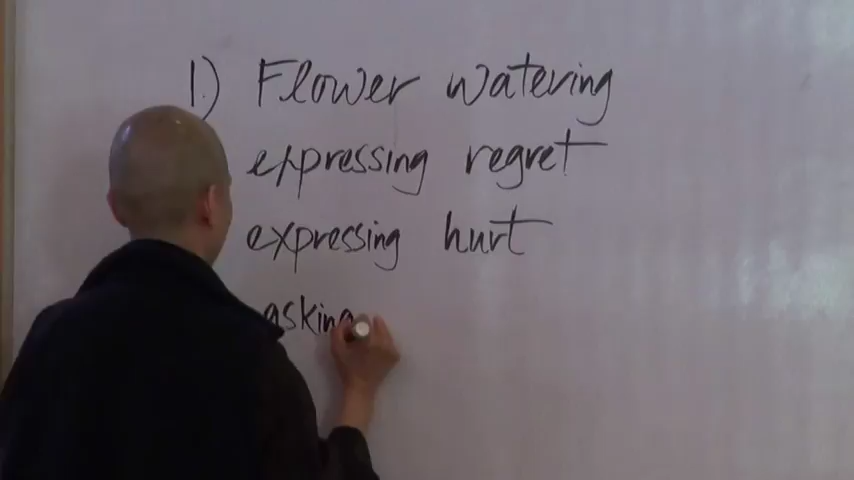 1) Flower watering
expressing regret
expressing hurt
asking